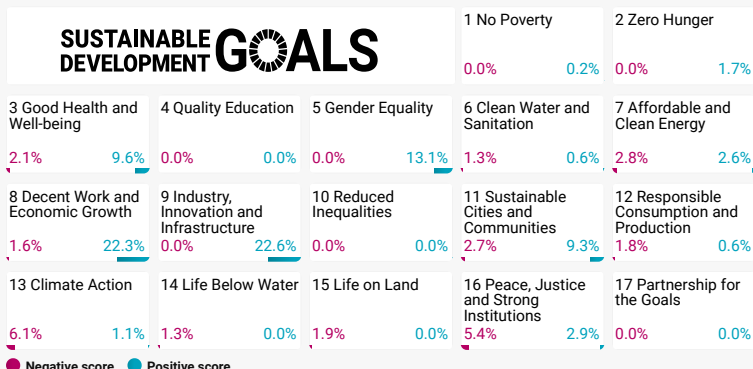 SUSTAINABLE
DEVELOPMENT
GOALS
1 No Poverty
0.0% 0.2%
2 Zero Hunger
0.0% 1.7%
3 Good Health and
Well-being
2.1% 9.6%
4 Quality Education
0.0% 0.0%
5 Gender Equality
0.0% 13.1%
6 Clean Water and
Sanitation
1.3% 0.6%
7 Affordable and
Clean Energy
2.8% 2.6%
8 Decent Work and
Economic Growth
1.6% 22.3%
9 Industry,
Innovation and
Infrastructure
0.0% 22.6%
10 Reduced
Inequalities
0.0% 0.0%
11 Sustainable
Cities and
Communities
2.7% 9.3%
12 Responsible
Consumption and
Production
1.8% 0.6%
13 Climate Action
6.1% 1.1%
14 Life Below Water
1.3% 0.0%
15 Life on Land
1.9% 0.0%
16 Peace, Justice
and Strong
Institutions
5.4% 2.9%
17 Partnership for
the Goals
0.0% 0.0%
Negative score Positive score